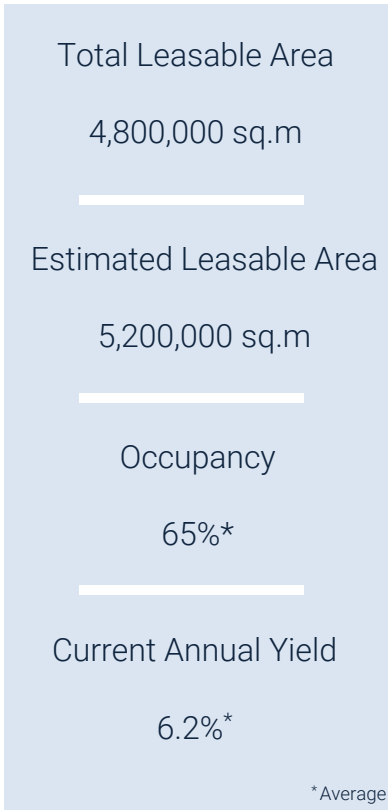 Total Leasable Area
4,800,000 sq.m
Estimated Leasable Area
5,200,000 sq.m
Occupancy
65%*
Current Annual Yield
6.2%*
*Average